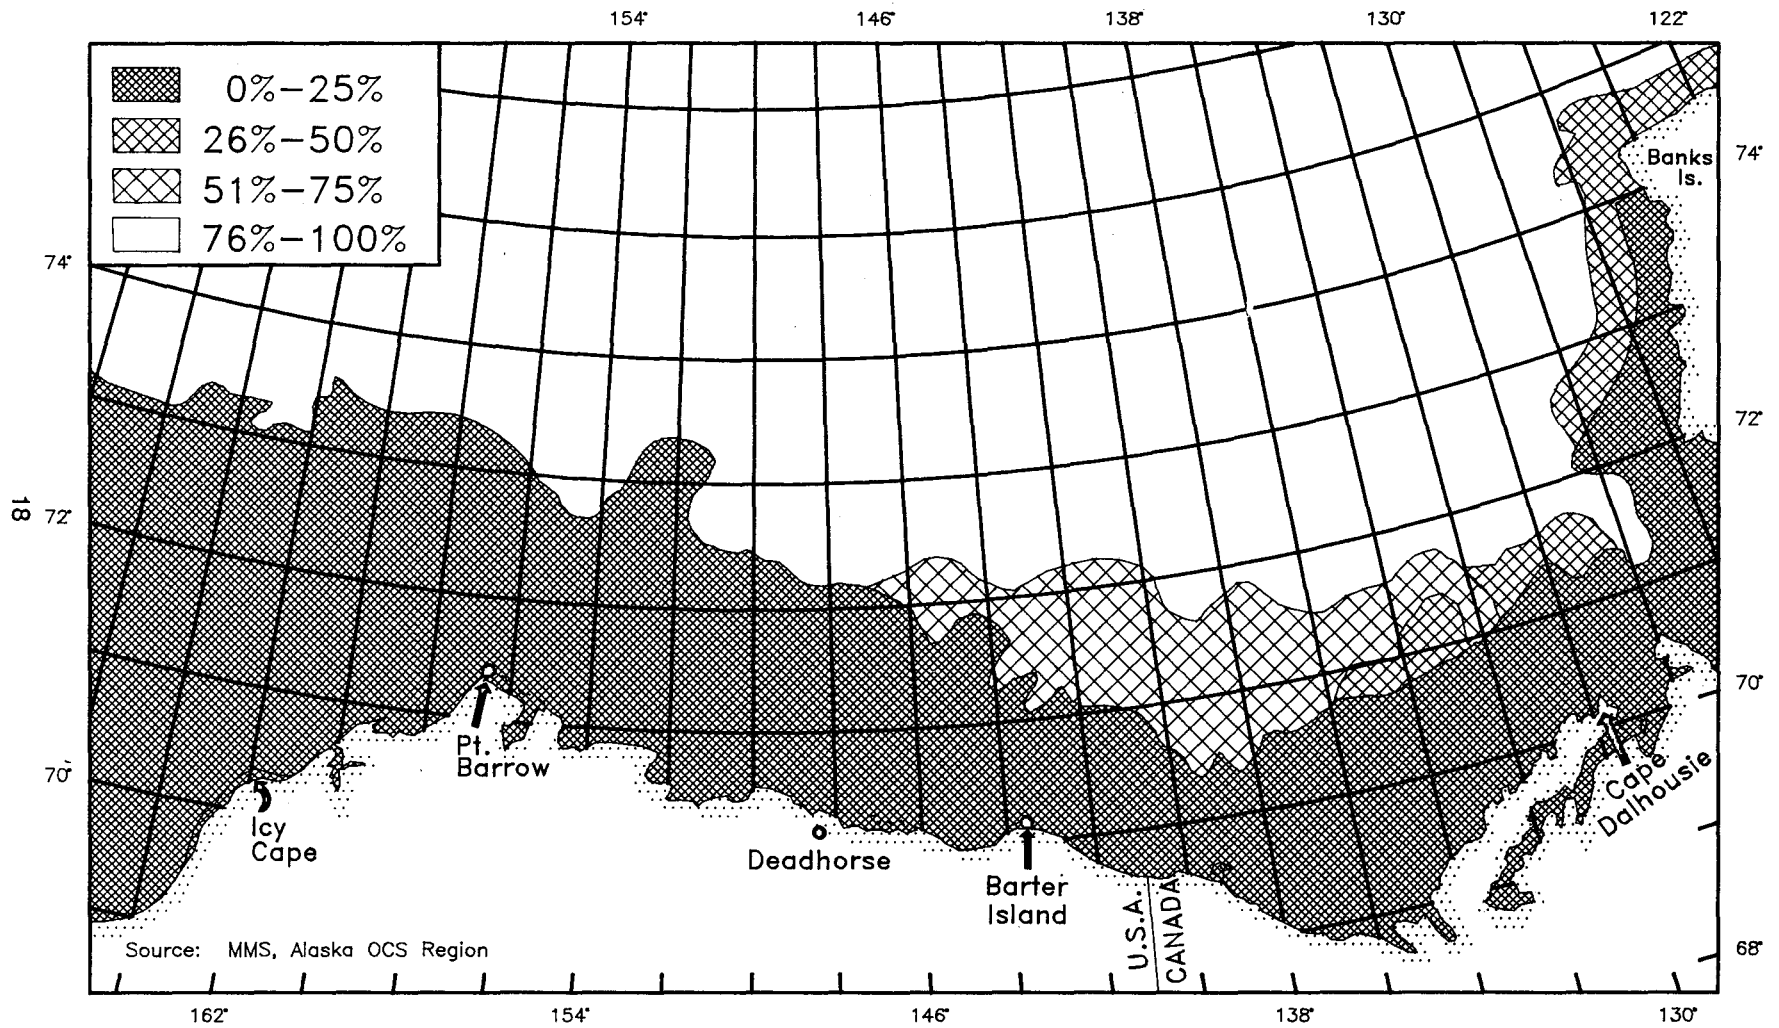 154° 146° 138° 130° 122°
0%-25%
26%-50%
51%-75%
76%-100%
Banks
Is.
74°
74°
72°
18
72°
70°
70°
68°
Pt.
Barrow
Icy
Cape
Deadhorse
Barter
Island
U.S.A.
CANADA
Cape
Dalhousie
Source: MMS, Alaska OCS Region
162° 154° 146° 138° 130°